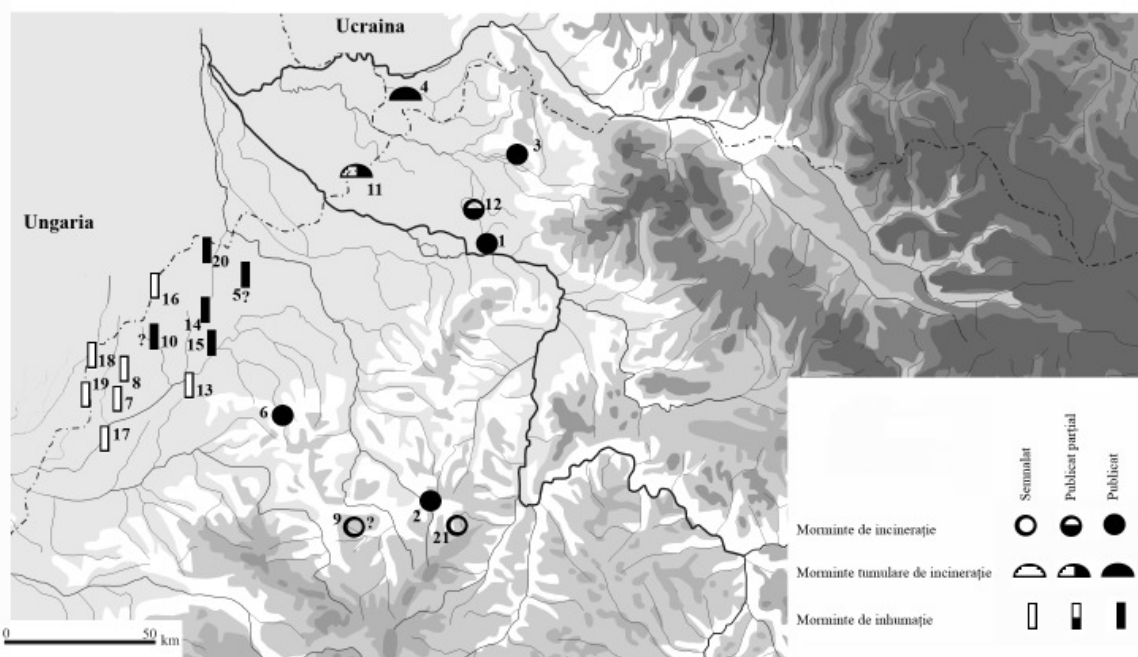 Ucraina
4
3
11
12
Ungaria
1
20
16
5?
14
? 10
15
18
8
13
19
7
6
17
2
9 ?
21
Semnalat
Publicat parțial
Publicat
Morminte de incinerație
Morminte tumulare de incinerație
Morminte de inhumație
0 50 km